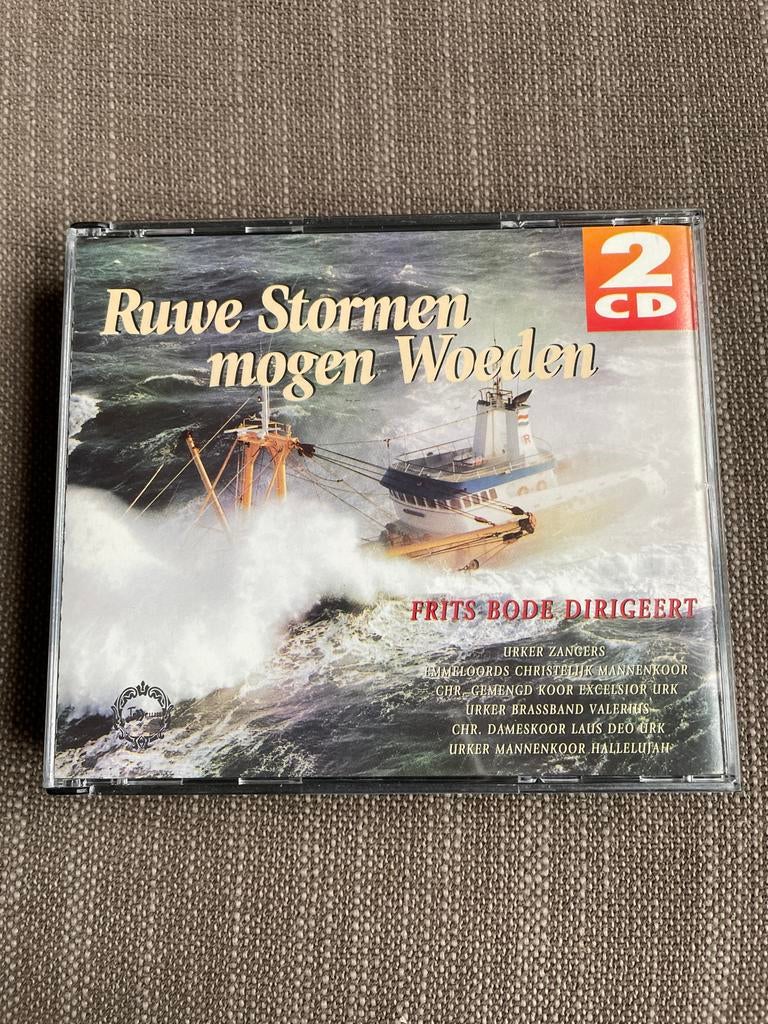 2
CD
Ruwe Stormen
mogen Woeden
R
FRITS BODE DIRIGEERT
URKER ZANGERS
EMMELOORDS CHRISTELIJK MANNENKOOR
CHR. GEMENGD KOOR EXCELSIOR URK
URKER BRASSBAND VALERIUS
CHR. DAMESKOOR LAUS DEO URK
URKER MANNENKOOR HALLELUJAH